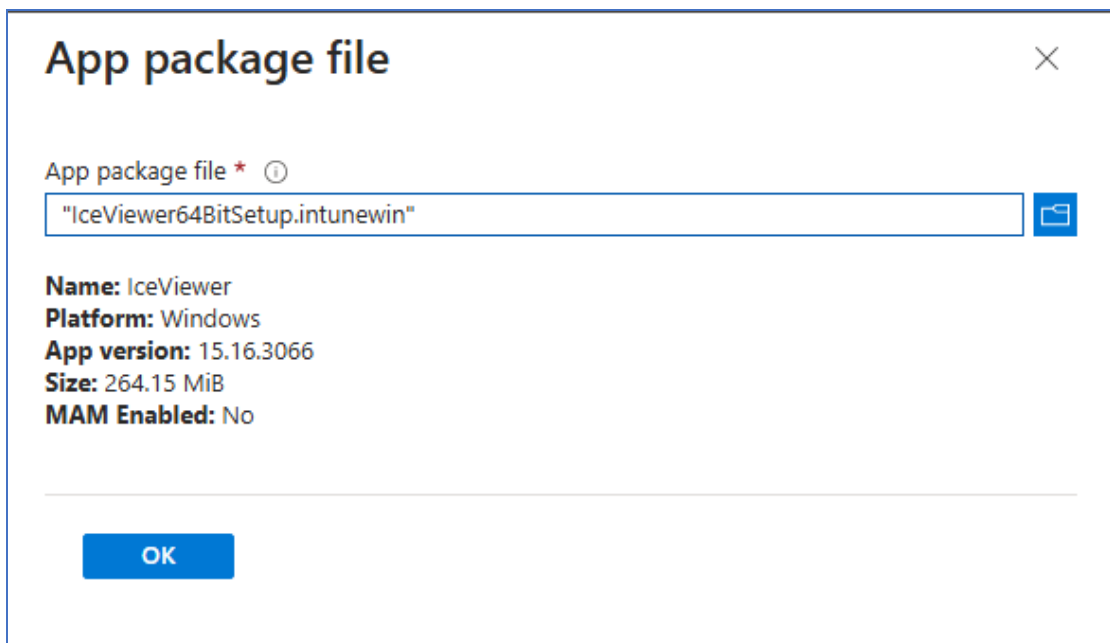 App package file
App package file *
"IceViewer64BitSetup.intunewin"
Name: IceViewer
Platform: Windows
App version: 15.16.3066
Size: 264.15 MiB
MAM Enabled: No
OK